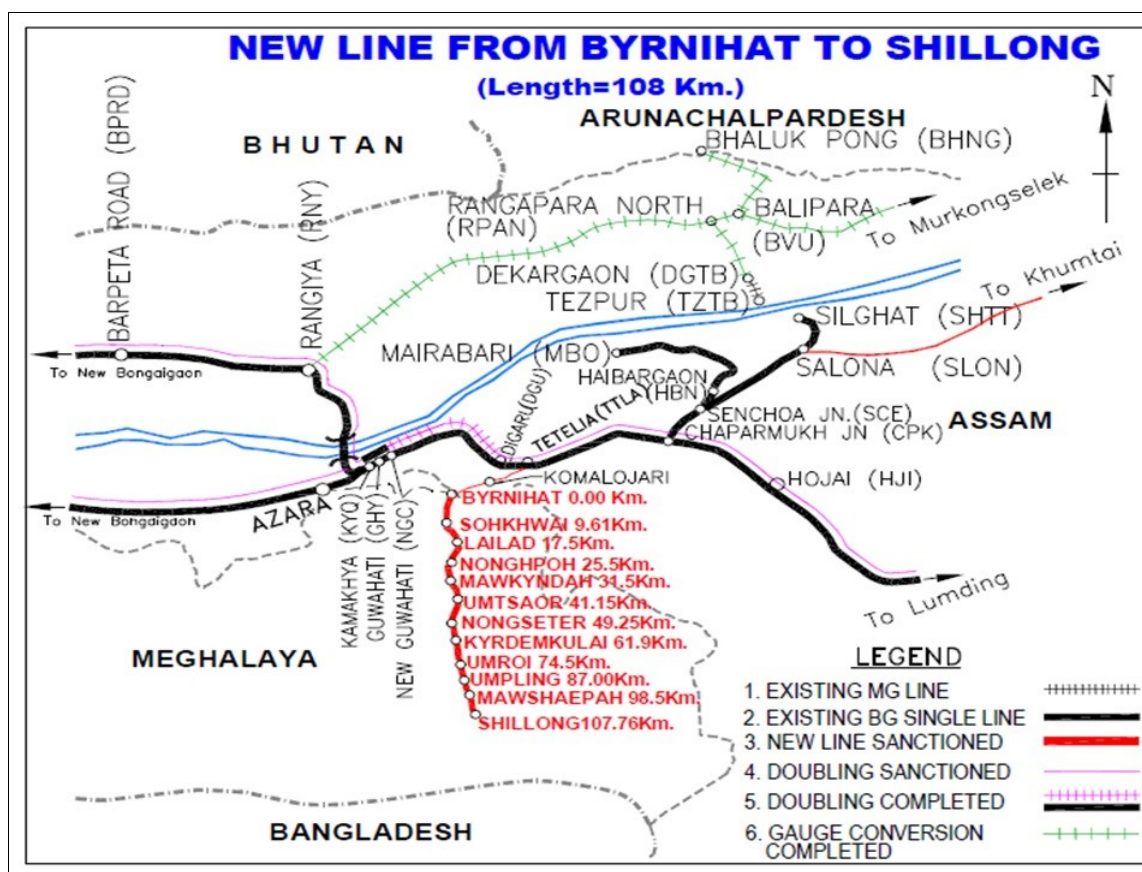 NEW LINE FROM BYRNIHAT TO SHILLONG
(Length=108 Km.)
N
ARUNACHALPARDESH
BHUTAN
BHALUK PONG (BHNG)
BARPETA ROAD (BPRD)
RANGIYA (RNY)
RANGAPARA NORTH
(RPAN)
BALIPARA
(BVU)
To Murkongselek
DEKARGAON (DGTB)
TEZPUR (TZTB)
To Khumtai
SILGHAT (SHTT)
MAIRABARI (MBO)
To New Bongaigaon
HAIBARGAON
(HBN)
SALONA (SLON)
DIGARU(DGU)
TETELIA(TTLA)
SENCHOA JN.(SCE)
ASSAM
CHAPARMUKH JN (CPK)
KOMALOJARI
HOJAI (HJI)
To New Bongaigaon
AZARA
KAMAKHYA (KYQ)
GUWAHATI (GHY)
NEW GUWAHATI (NGC)
BYRNIHAT 0.00 Km.
SOHKHWAI 9.61Km.
LAILAD 17.5Km.
NONGHPOH 25.5Km.
MAWKYNDAH 31.5Km.
UMTSAOR 41.15Km.
NONGSETER 49.25Km.
KYRDEMKULAI 61.9Km.
UMROI 74.5Km.
UMPLING 87.00Km.
MAWSHAEPAH 98.5Km.
SHILLONG107.76Km.
To Lumding
MEGHALAYA
BANGLADESH
LEGEND
1. EXISTING MG LINE
2. EXISTING BG SINGLE LINE
3. NEW LINE SANCTIONED
4. DOUBLING SANCTIONED
5. DOUBLING COMPLETED
6. GAUGE CONVERSION
COMPLETED